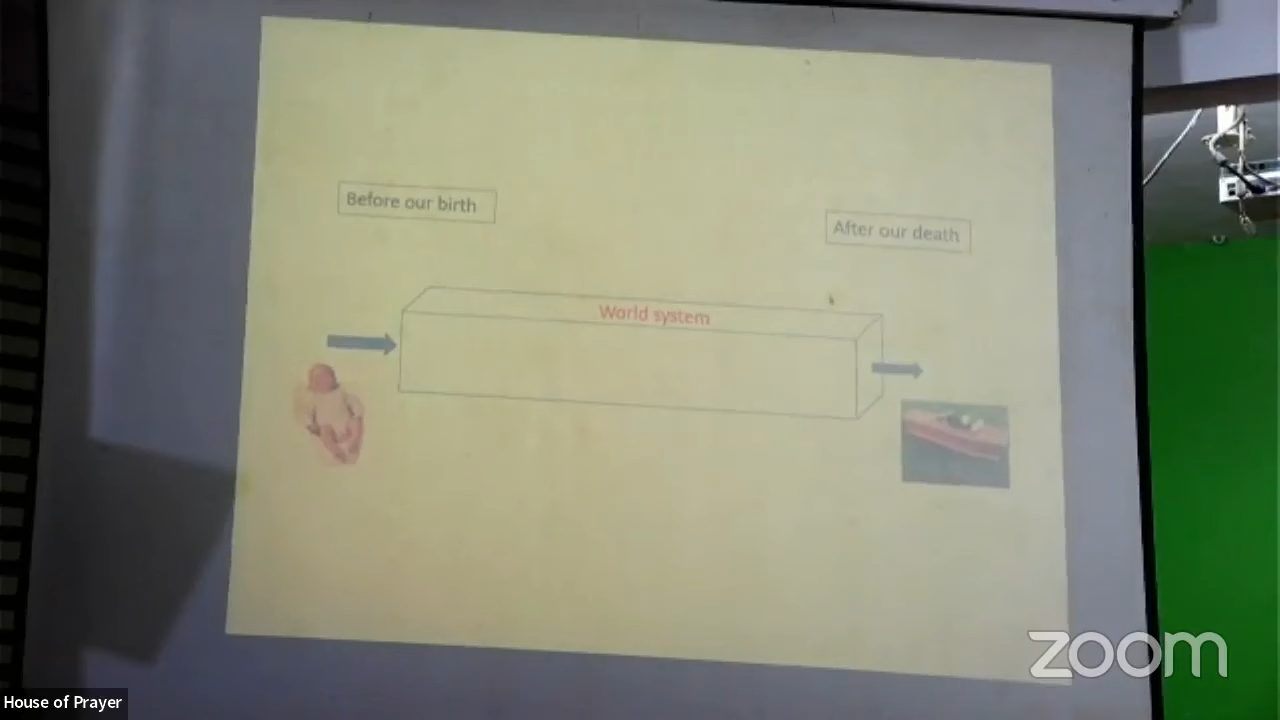 Before our birth
After our death
World system
zoom
House of Prayer